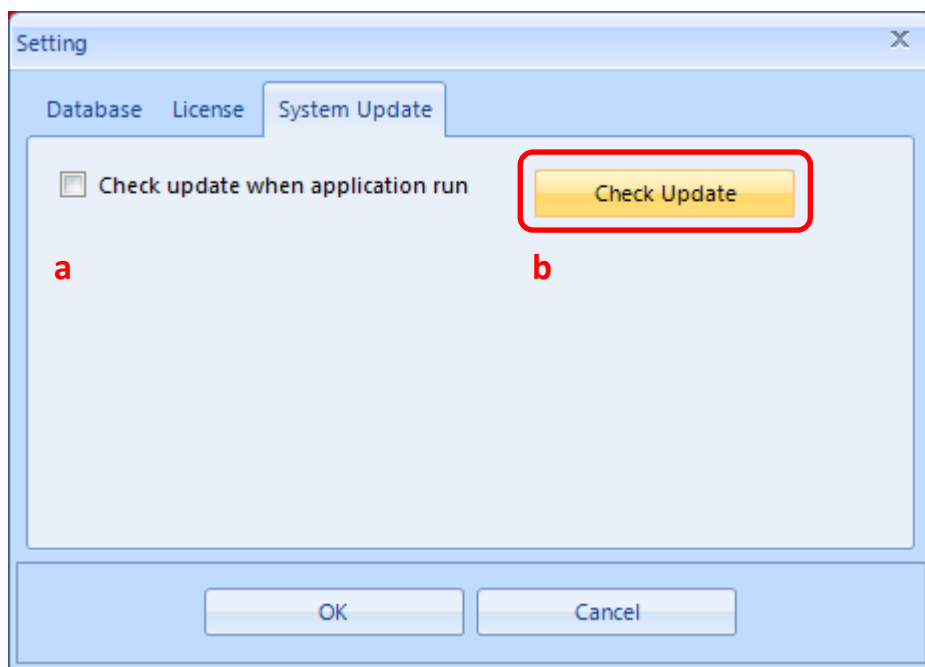 Setting
Database License System Update
Check update when application run Check Update
a b
OK Cancel